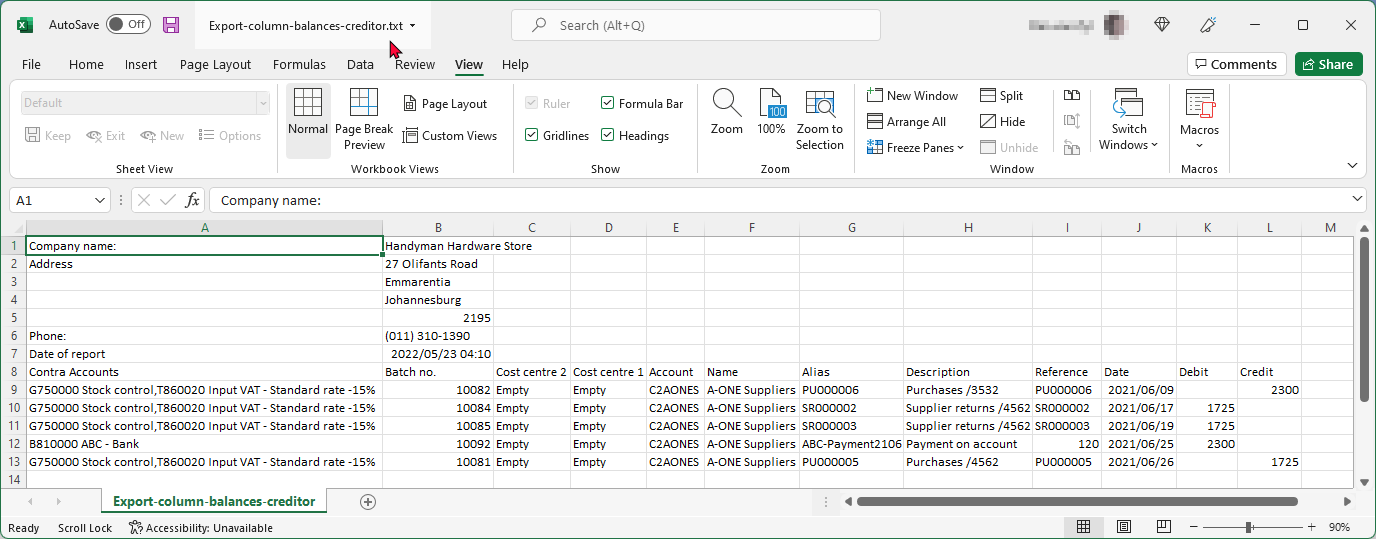 AutoSave Off Export-column-balances-creditor.txt Search (Alt+Q)
File Home Insert Page Layout Formulas Data Review View Help Comments Share
Default
Keep Exit New Options
Sheet View
Normal Page Break Preview Page Layout Custom Views
Workbook Views
Ruler Formula Bar
Gridlines Headings
Show
Zoom 100 100% Zoom to Selection
Zoom
New Window Split
Arrange All Hide
Freeze Panes Unhide
Switch Windows
Window
Macros
Macros
A1 fx Company name:
A B C D E F G H I J K L M
1 Company name: Handyman Hardware Store
2 Address 27 Olifants Road
3 Emmarentia
4 Johannesburg
5 2195
6 Phone: (011) 310-1390
7 Date of report 2022/05/23 04:10
8 Contra Accounts Batch no. Cost centre 2 Cost centre 1 Account Name Alias Description Reference Date Debit Credit
9 G750000 Stock control,T860020 Input VAT - Standard rate -15% 10082 Empty Empty C2AONES A-ONE Suppliers PU000006 Purchases /3532 PU000006 2021/06/09 2300
10 G750000 Stock control,T860020 Input VAT - Standard rate -15% 10084 Empty Empty C2AONES A-ONE Suppliers SR000002 Supplier returns /4562 SR000002 2021/06/17 1725
11 G750000 Stock control,T860020 Input VAT - Standard rate -15% 10085 Empty Empty C2AONES A-ONE Suppliers SR000003 Supplier returns /4562 SR000003 2021/06/19 1725
12 B810000 ABC - Bank 10092 Empty Empty C2AONES A-ONE Suppliers ABC-Payment2106 Payment on account 120 2021/06/25 2300
13 G750000 Stock control,T860020 Input VAT - Standard rate -15% 10081 Empty Empty C2AONES A-ONE Suppliers PU000005 Purchases /4562 PU000005 2021/06/26 1725
14
Export-column-balances-creditor
Ready Scroll Lock Accessibility: Unavailable 90%